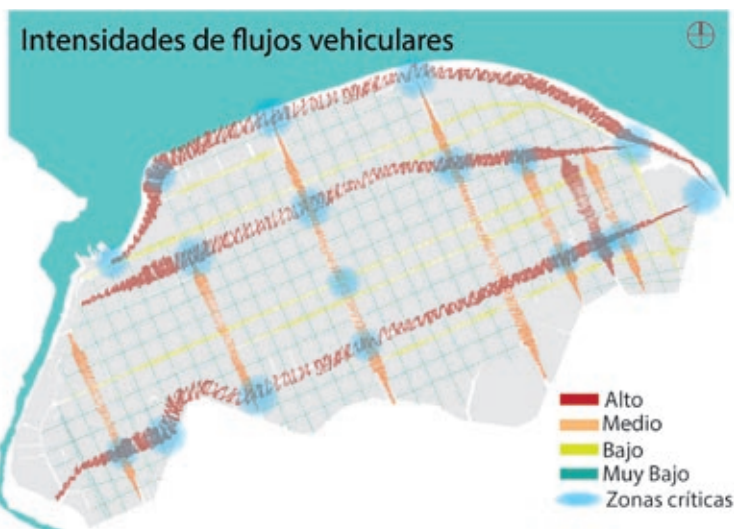 Intensidades de flujos vehiculares
Alto
Medio
Bajo
Muy Bajo
Zonas críticas